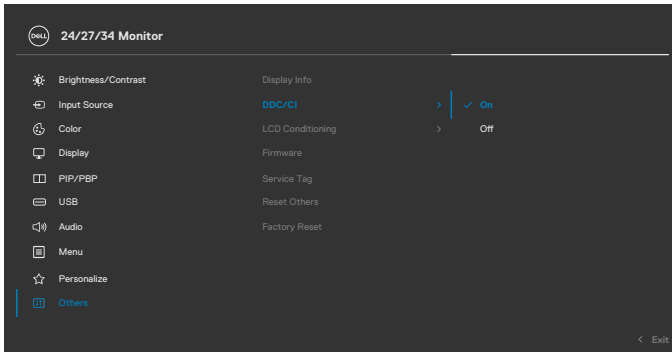 DELL 24/27/34 Monitor
Brightness/Contrast Display Info
Input Source DDC/CI > ✓ On
Color LCD Conditioning > Off
Display Firmware
PIP/PBP Service Tag
USB Reset Others
Audio Factory Reset
Menu
Personalize
Others
< Exit